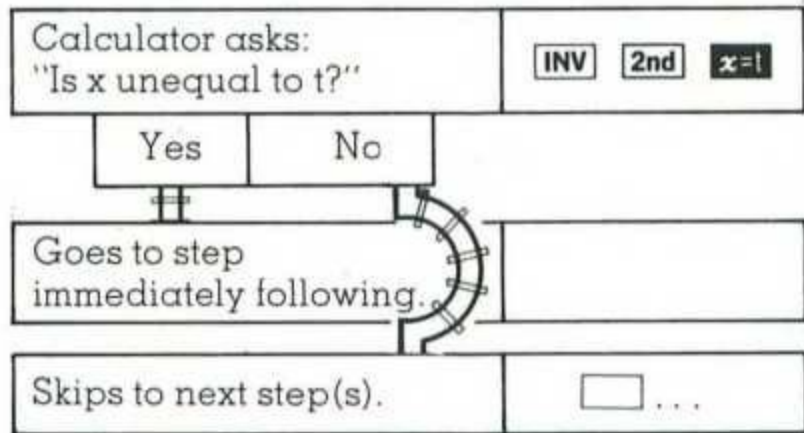 Calculator asks:
"Is x unequal to t?"
INV 2nd x=t
Yes No
Goes to step
immediately following.
Skips to next step(s).
...